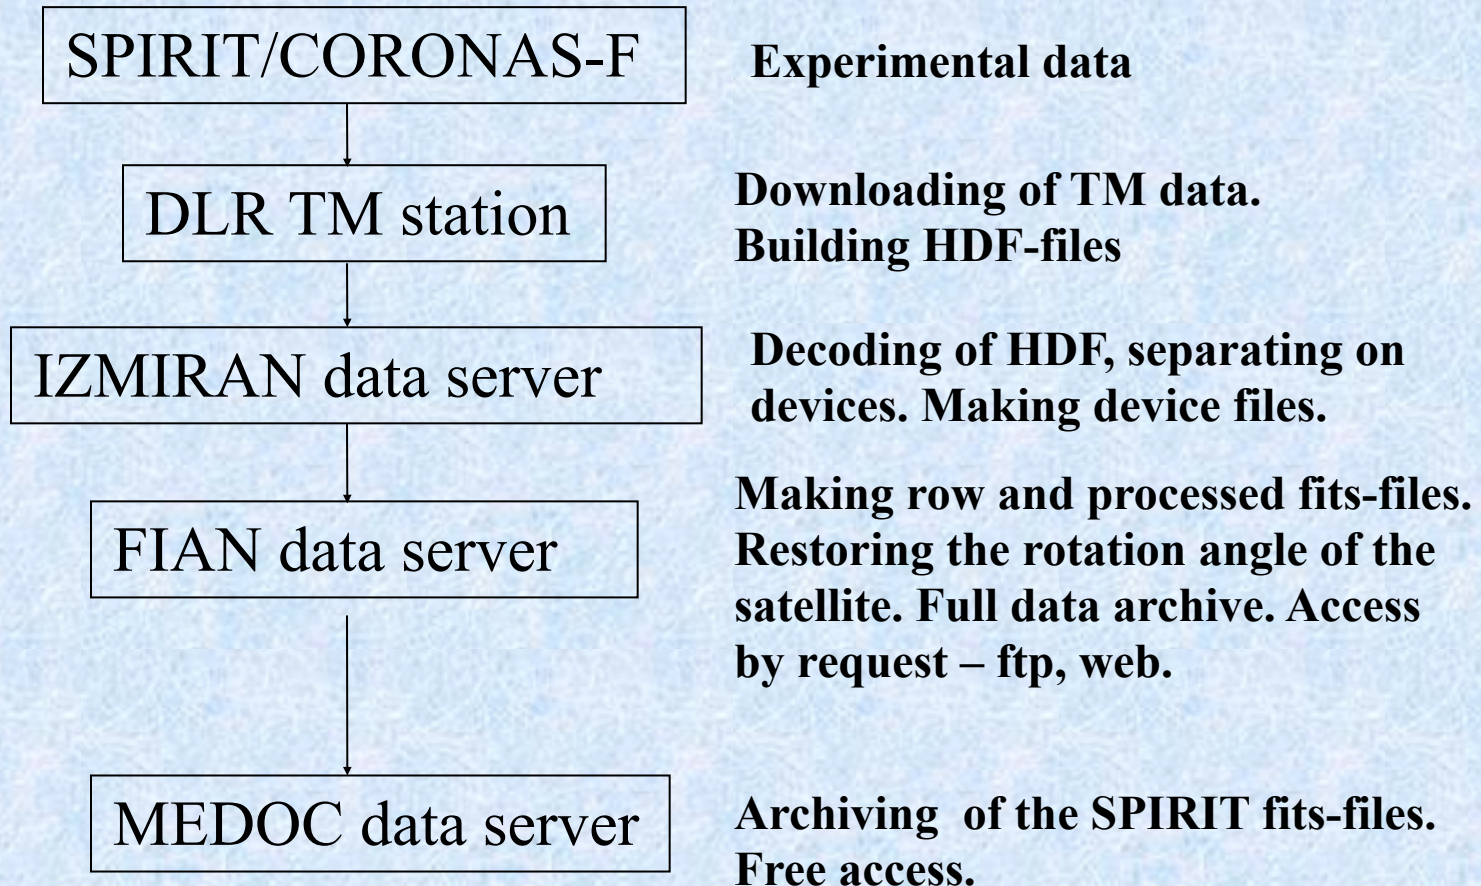 SPIRIT/CORONAS-F
Experimental data
DLR TM station
Downloading of TM data.
Building HDF-files
IZMIRAN data server
Decoding of HDF, separating on
devices. Making device files.
FIAN data server
Making row and processed fits-files.
Restoring the rotation angle of the
satellite. Full data archive. Access
by request – ftp, web.
MEDOC data server
Archiving  of the SPIRIT fits-files.
Free access.